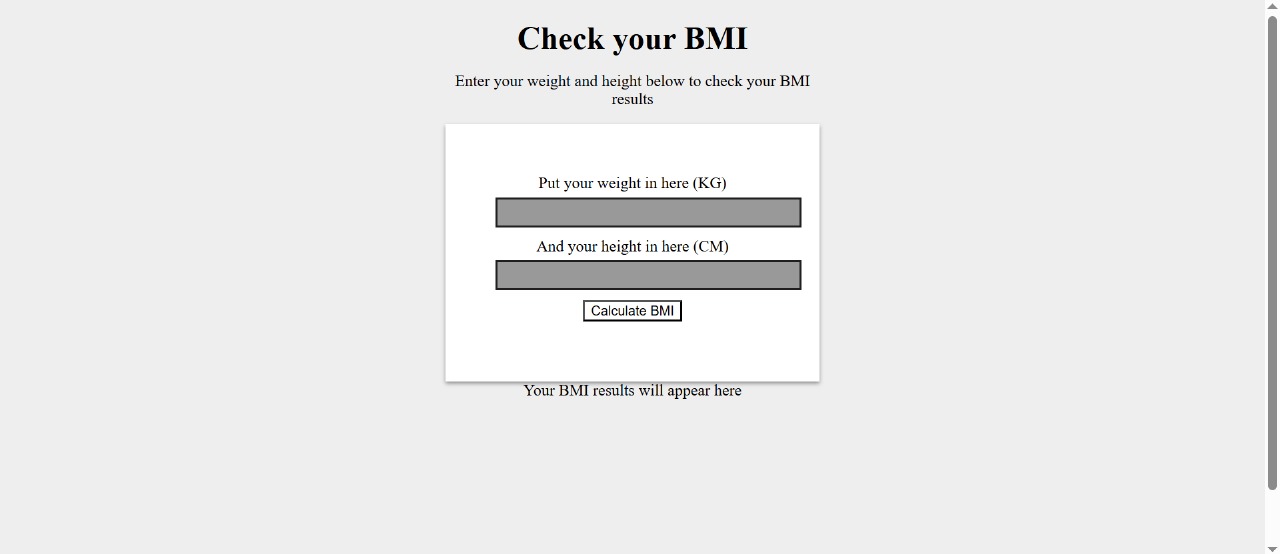 Check your BMI
Enter your weight and height below to check your BMI
results
Put your weight in here (KG)
And your height in here (CM)
Calculate BMI
Your BMI results will appear here